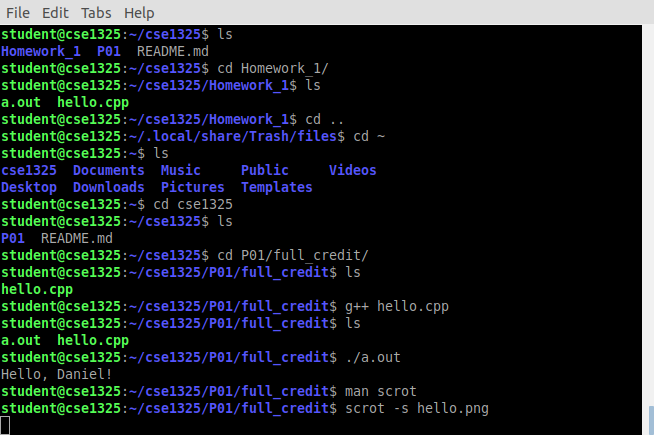 File Edit Tabs Help
student@cse1325:~/cse1325$ ls
Homework_1  P01  README.md
student@cse1325:~/cse1325$ cd Homework_1/
student@cse1325:~/cse1325/Homework_1$ ls
a.out  hello.cpp
student@cse1325:~/cse1325/Homework_1$ cd ..
student@cse1325:~/.local/share/Trash/files$ cd ~
student@cse1325:~$ ls
cse1325  Documents  Music     Public     Videos
Desktop  Downloads  Pictures  Templates
student@cse1325:~$ cd cse1325
student@cse1325:~/cse1325$ ls
P01  README.md
student@cse1325:~/cse1325$ cd P01/full_credit/
student@cse1325:~/cse1325/P01/full_credit$ ls
hello.cpp
student@cse1325:~/cse1325/P01/full_credit$ g++ hello.cpp
student@cse1325:~/cse1325/P01/full_credit$ ls
a.out  hello.cpp
student@cse1325:~/cse1325/P01/full_credit$ ./a.out
Hello, Daniel!
student@cse1325:~/cse1325/P01/full_credit$ man scrot
student@cse1325:~/cse1325/P01/full_credit$ scrot -s hello.png